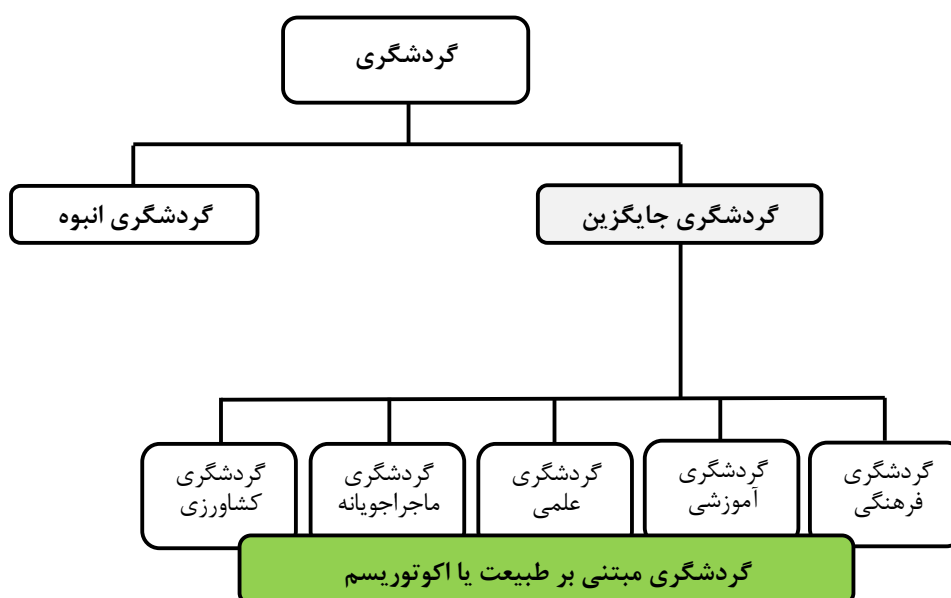 گردشگری
گردشگری جایگزین
گردشگری انبوه
گردشگری
فرهنگی
گردشگری
آموزشی
گردشگری
علمی
گردشگری
ماجراجویانه
گردشگری
کشاورزی
گردشگری مبتنی بر طبیعت یا اکوتوریسم